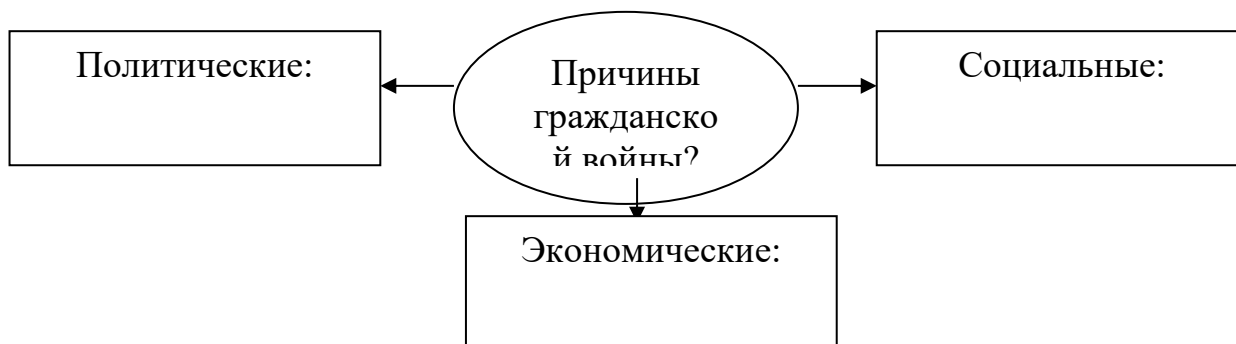 Политические:
Причины
гражданско
й войны?
Социальные:
Экономические: